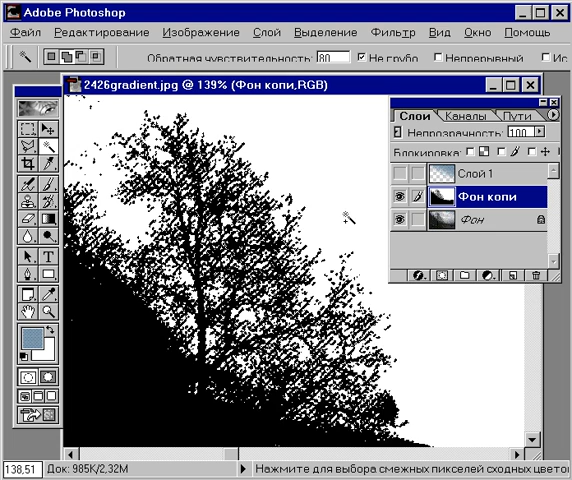 Adobe Photoshop
Файл Редактирование Изображение Слой Выделение Фильтр Вид Окно Помощь
Обратная чувствительность: 80 Не грубо Непрерывный Ис
2426gradient.jpg @ 139% (Фон копи,RGB)
Слои Каналы Пути
Непрозрачность: 100
Блокировка:
Слой 1
Фон копи
Фон
T
138,51 Док: 985K/2,32M Нажмите для выбора смежных пикселей сходных цветов